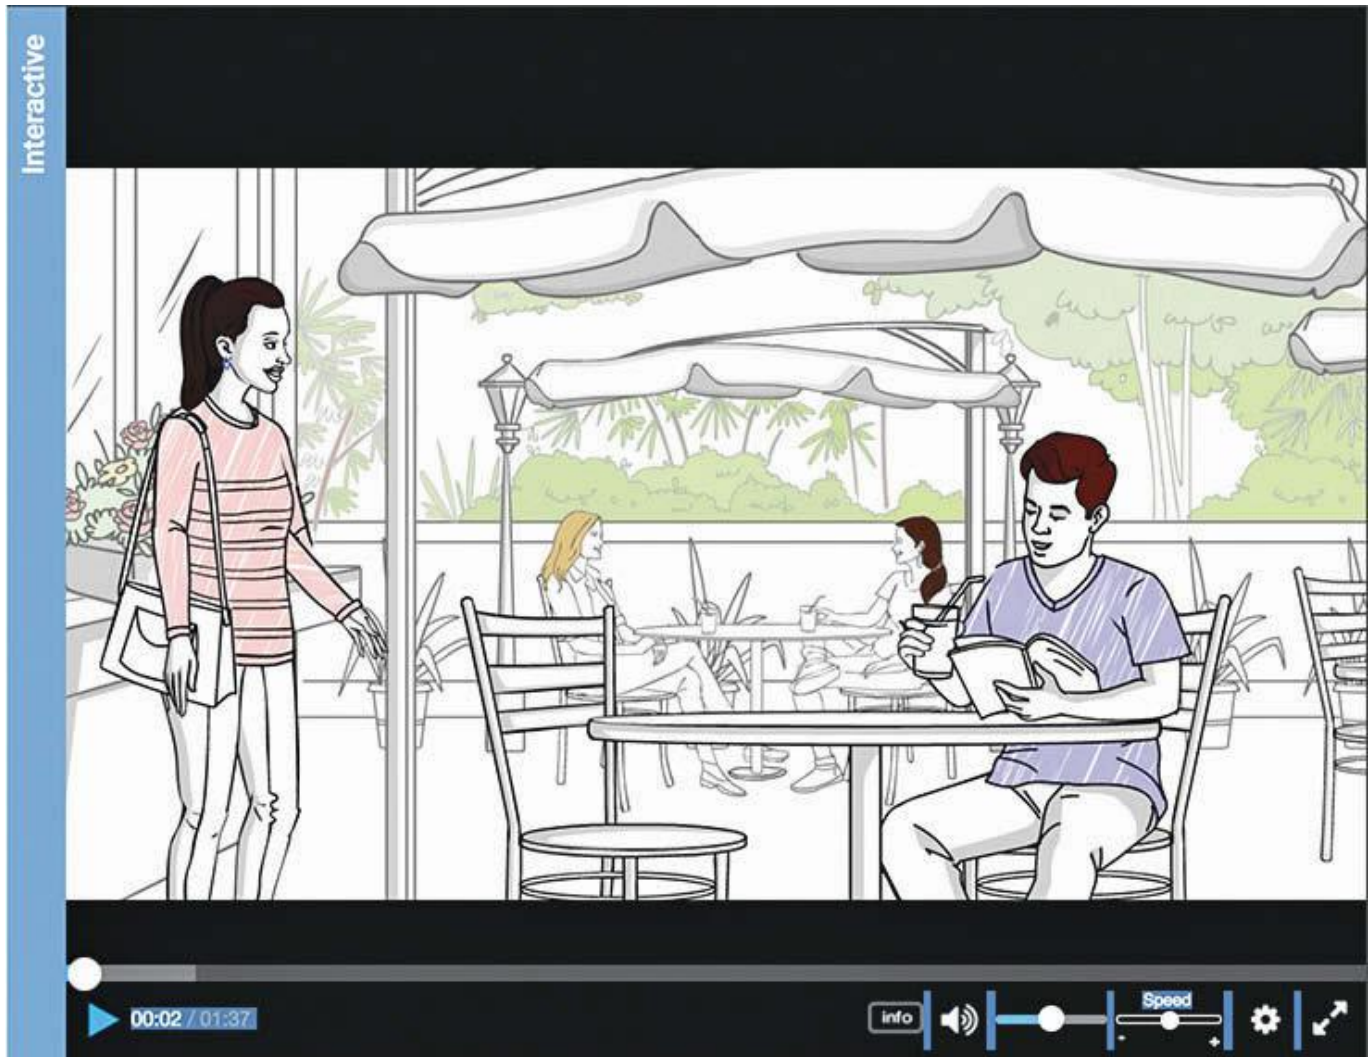 Interactive
Speed
00:02 / 01:37
info
- +